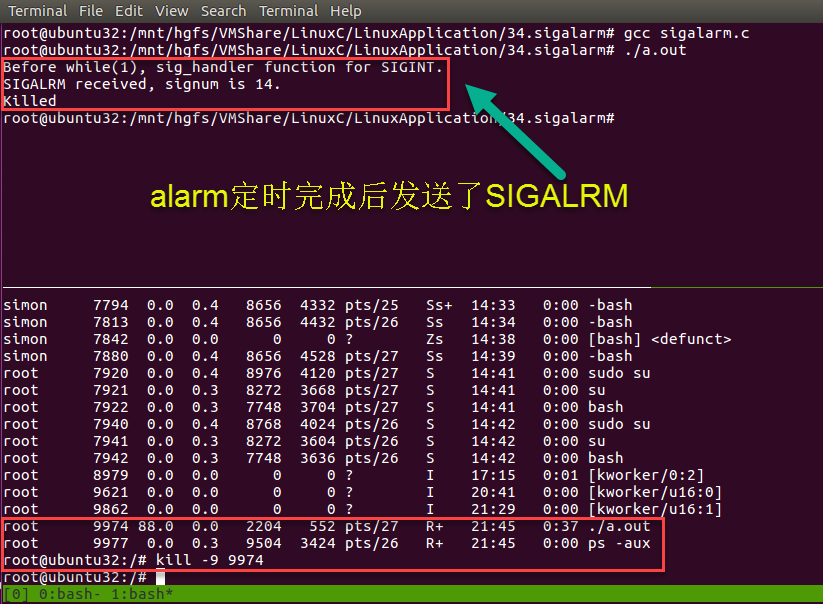 Terminal File Edit View Search Terminal Help
root@ubuntu32:/mnt/hgfs/VMShare/LinuxC/LinuxApplication/34.sigalarm# gcc sigalarm.c
root@ubuntu32:/mnt/hgfs/VMShare/LinuxC/LinuxApplication/34.sigalarm# ./a.out
Before while(1), sig_handler function for SIGINT.
SIGALRM received, signum is 14.
Killed
root@ubuntu32:/mnt/hgfs/VMShare/LinuxC/LinuxApplication/34.sigalarm#
alarm定时完成后发送了SIGALRM
simon 7794 0.0 0.4 8656 4332 pts/25 Ss+ 14:33 0:00 -bash
simon 7813 0.0 0.4 8656 4432 pts/26 Ss 14:34 0:00 -bash
simon 7842 0.0 0.0 0 0 ? Zs 14:38 0:00 [bash] <defunct>
simon 7880 0.0 0.4 8656 4528 pts/27 Ss 14:39 0:00 -bash
root 7920 0.0 0.4 8976 4120 pts/27 S 14:41 0:00 sudo su
root 7921 0.0 0.3 8272 3668 pts/27 S 14:41 0:00 su
root 7922 0.0 0.3 7748 3704 pts/27 S 14:41 0:00 bash
root 7940 0.0 0.4 8768 4024 pts/26 S 14:42 0:00 sudo su
root 7941 0.0 0.3 8272 3604 pts/26 S 14:42 0:00 su
root 7942 0.0 0.3 7748 3636 pts/26 S 14:42 0:00 bash
root 8979 0.0 0.0 0 0 ? I 17:15 0:01 [kworker/0:2]
root 9621 0.0 0.0 0 0 ? I 20:41 0:00 [kworker/u16:0]
root 9862 0.0 0.0 0 0 ? I 21:29 0:00 [kworker/u16:1]
root 9974 88.0 0.0 2204 552 pts/27 R+ 21:45 0:37 ./a.out
root 9977 0.0 0.3 9504 3424 pts/26 R+ 21:45 0:00 ps -aux
root@ubuntu32:/# kill -9 9974
root@ubuntu32:/#
[0] 0:bash- 1:bash*